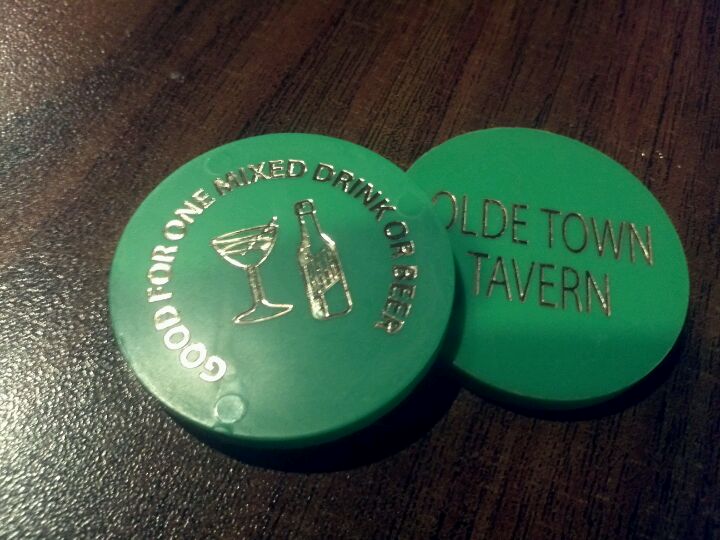 GOOD FOR ONE MIXED DRINK OR BEER
OLDE TOWN
TAVERN